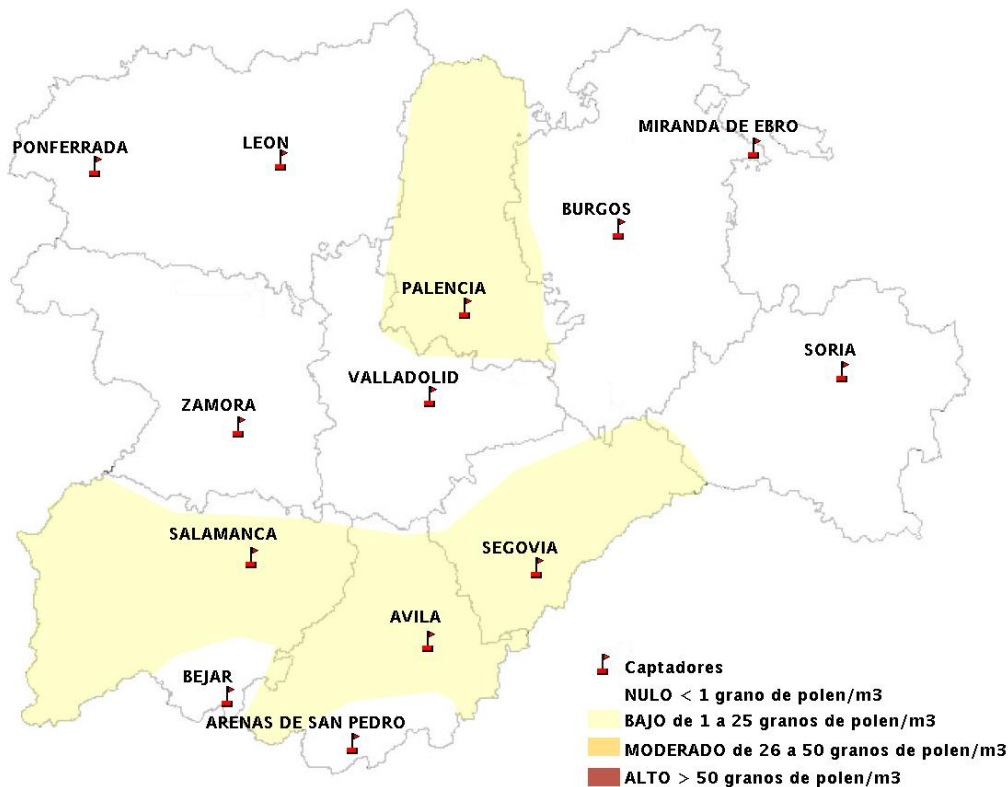 MIRANDA DE EBRO
PONFERRADA
LEON
BURGOS
PALENCIA
SORIA
VALLADOLID
ZAMORA
SALAMANCA
SEGOVIA
AVILA
BEJAR
ARENAS DE SAN PEDRO
Captadores
NULO < 1 grano de polen/m3
BAJO de 1 a 25 granos de polen/m3
MODERADO de 26 a 50 granos de polen/m3
ALTO > 50 granos de polen/m3